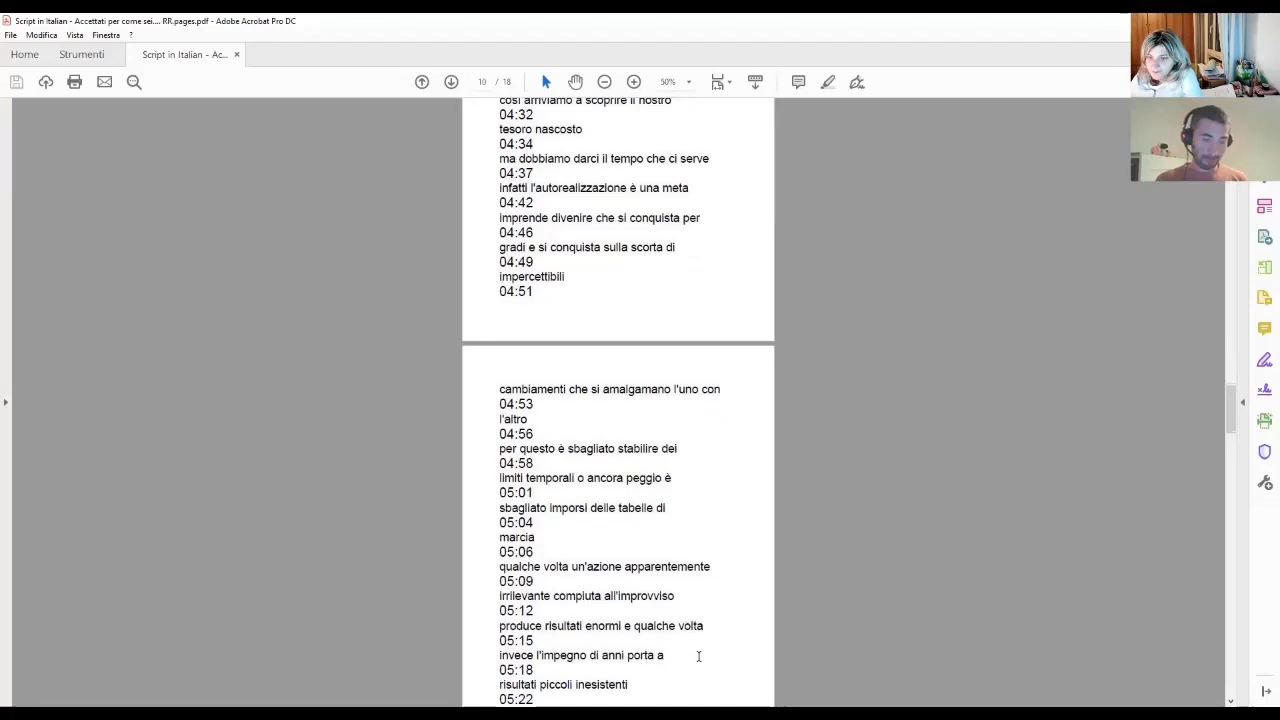 Script in Italian - Accettati per come sei.... RR.pages.pdf - Adobe Acrobat Pro DC
File Modifica Vista Finestra ?
Home Strumenti Script in Italian - Ac... ×
10 / 18 50%
così arriviamo a scoprire il nostro
04:32
tesoro nascosto
04:34
ma dobbiamo darci il tempo che ci serve
04:37
infatti l'autorealizzazione è una meta
04:42
imprende divenire che si conquista per
04:46
gradi e si conquista sulla scorta di
04:49
impercettibili
04:51
cambiamenti che si amalgamano l'uno con
04:53
l'altro
04:56
per questo è sbagliato stabilire dei
04:58
limiti temporali o ancora peggio è
05:01
sbagliato imporsi delle tabelle di
05:04
marcia
05:06
qualche volta un'azione apparentemente
05:09
irrilevante compiuta all'improvviso
05:12
produce risultati enormi e qualche volta
05:15
invece l'impegno di anni porta a
05:18
risultati piccoli inesistenti
05:22